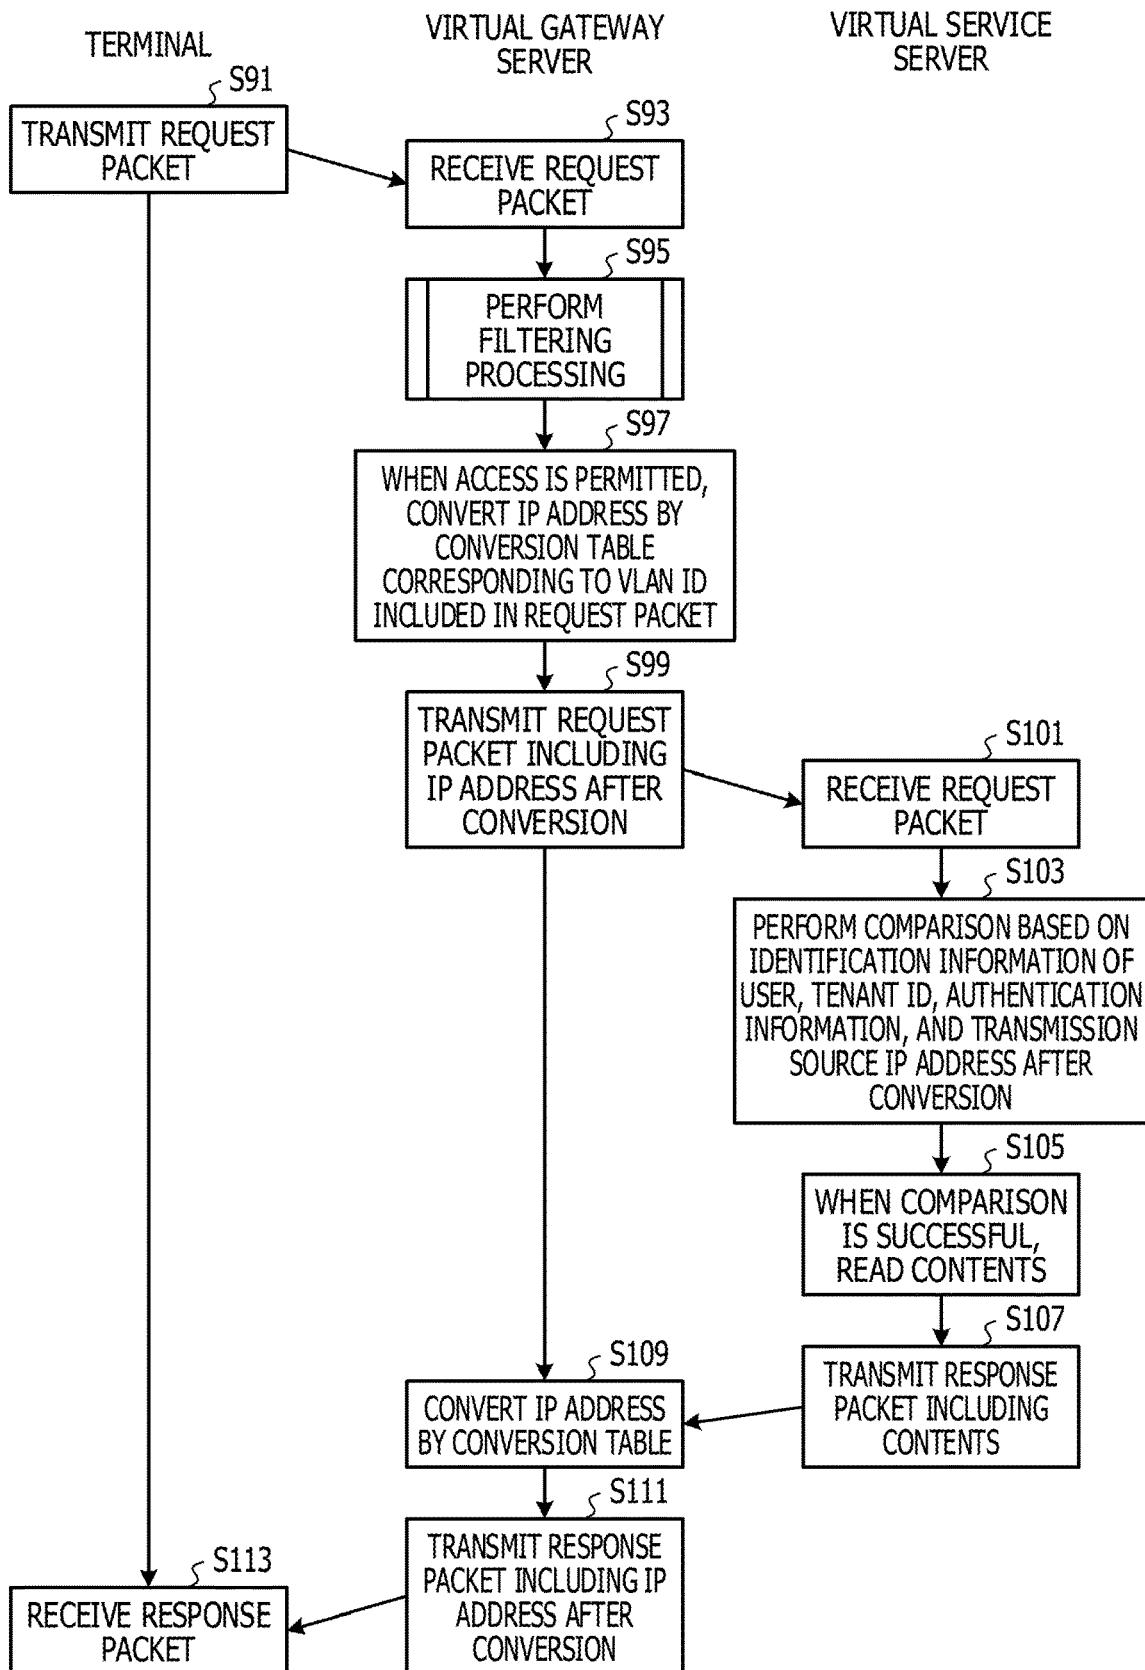 TERMINAL
VIRTUAL GATEWAY
SERVER
VIRTUAL SERVICE
SERVER
S91
TRANSMIT REQUEST
PACKET
S93
RECEIVE REQUEST
PACKET
S95
PERFORM
FILTERING
PROCESSING
S97
WHEN ACCESS IS PERMITTED,
CONVERT IP ADDRESS BY
CONVERSION TABLE
CORRESPONDING TO VLAN ID
INCLUDED IN REQUEST PACKET
S99
TRANSMIT REQUEST
PACKET INCLUDING
IP ADDRESS AFTER
CONVERSION
S101
RECEIVE REQUEST
PACKET
S103
PERFORM COMPARISON BASED ON
IDENTIFICATION INFORMATION OF
USER, TENANT ID, AUTHENTICATION
INFORMATION, AND TRANSMISSION
SOURCE IP ADDRESS AFTER
CONVERSION
S105
WHEN COMPARISON
IS SUCCESSFUL,
READ CONTENTS
S107
TRANSMIT RESPONSE
PACKET INCLUDING
CONTENTS
S109
CONVERT IP ADDRESS
BY CONVERSION TABLE
S111
TRANSMIT RESPONSE
PACKET INCLUDING IP
ADDRESS AFTER
CONVERSION
S113
RECEIVE RESPONSE
PACKET